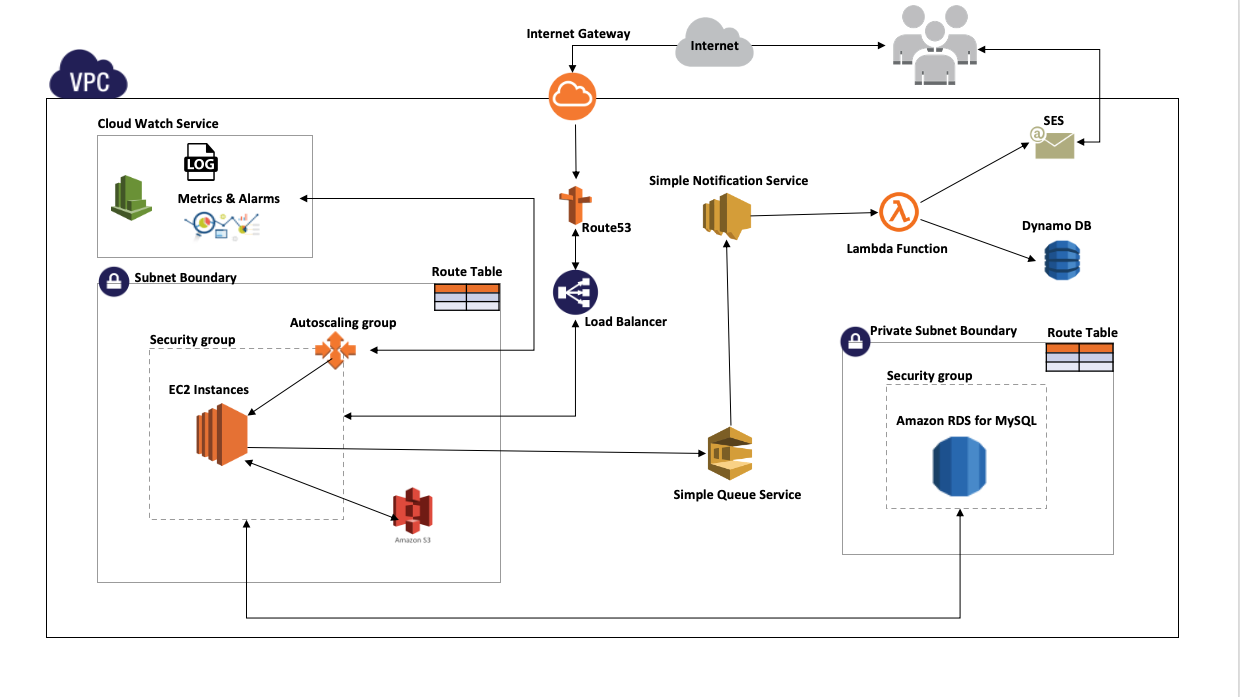 Internet Gateway
Internet
VPC
Cloud Watch Service
LOG
Metrics & Alarms
SES
@
Simple Notification Service
Route53
Lambda Function
Dynamo DB
Subnet Boundary
Route Table
Load Balancer
Autoscaling group
Security group
EC2 Instances
Private Subnet Boundary
Route Table
Security group
Amazon RDS for MySQL
Simple Queue Service
Amazon S3